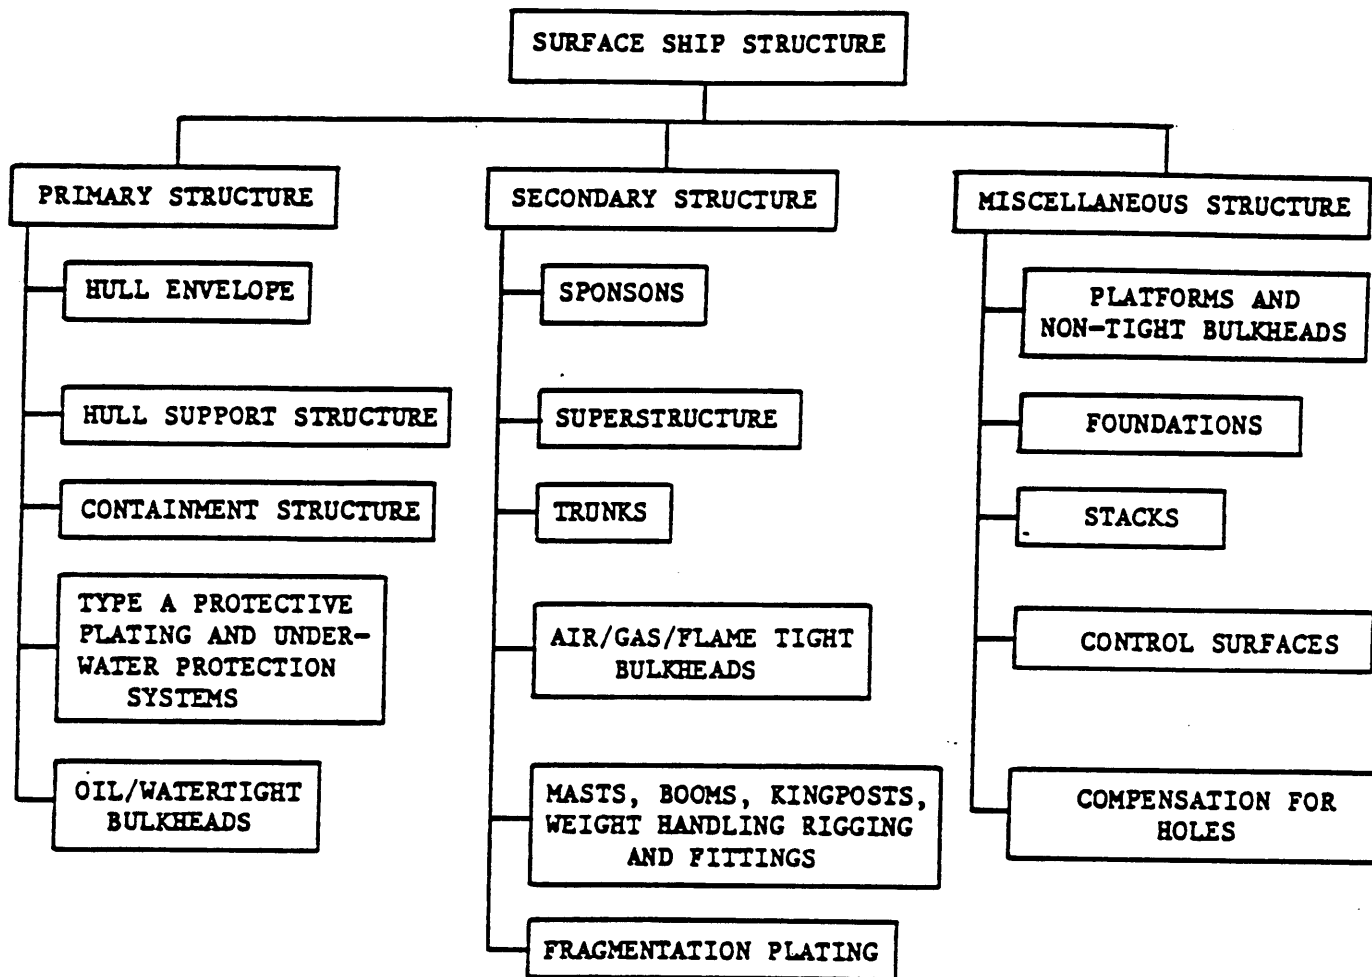 SURFACE SHIP STRUCTURE
PRIMARY STRUCTURE
HULL ENVELOPE
HULL SUPPORT STRUCTURE
CONTAINMENT STRUCTURE
TYPE A PROTECTIVE
PLATING AND UNDER-
WATER PROTECTION
SYSTEMS
OIL/WATERTIGHT
BULKHEADS
SECONDARY STRUCTURE
SPONSONS
SUPERSTRUCTURE
TRUNKS
AIR/GAS/FLAME TIGHT
BULKHEADS
MASTS, BOOMS, KINGPOSTS,
WEIGHT HANDLING RIGGING
AND FITTINGS
FRAGMENTATION PLATING
MISCELLANEOUS STRUCTURE
PLATFORMS AND
NON-TIGHT BULKHEADS
FOUNDATIONS
STACKS
CONTROL SURFACES
COMPENSATION FOR
HOLES